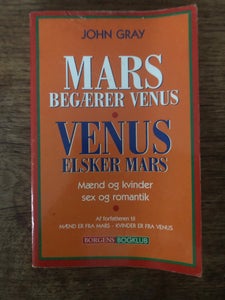 JOHN GRAY
MARS
BEGÆRER VENUS
VENUS
ELSKER MARS
Mænd og kvinder
sex og romantik
Af forfatteren til
MÆND ER FRA MARS - KVINDER ER FRA VENUS
BORGENS BOGKLUB